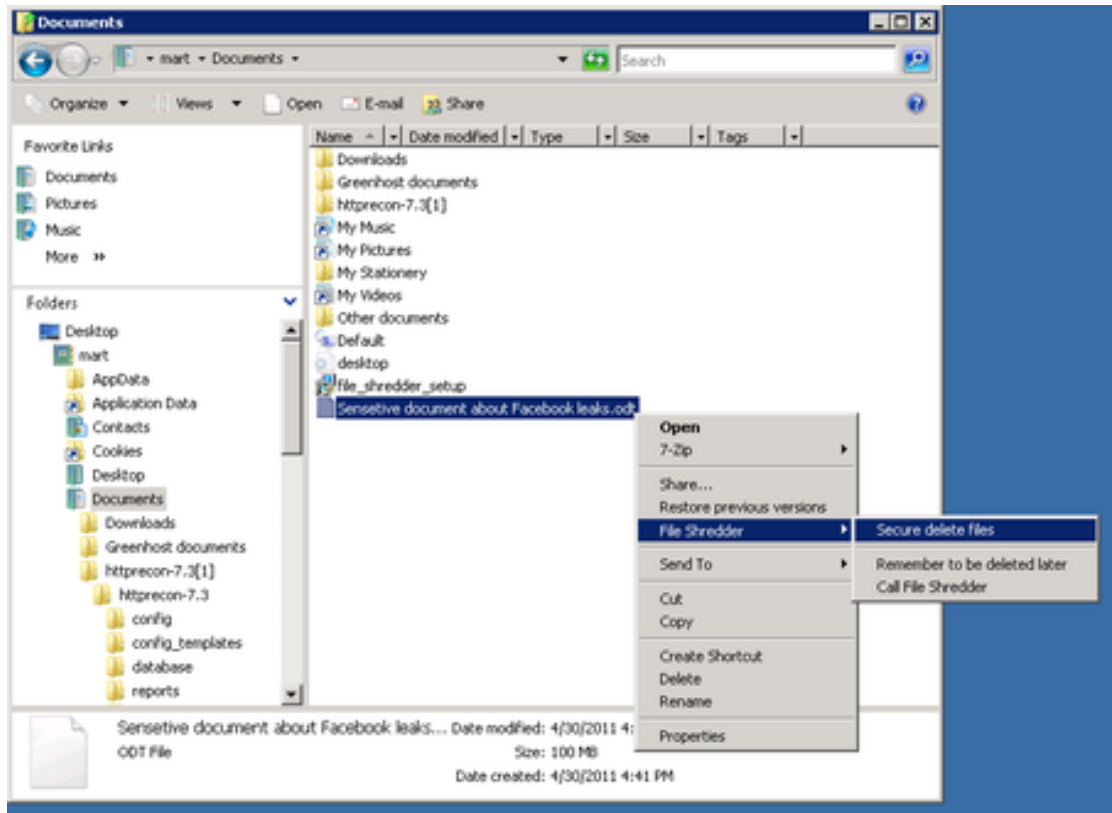 Documents
mart Documents
Search
Organize Views Open E-mail Share
Favorite Links
Documents
Pictures
Music
More »
Folders
Desktop
mart
AppData
Application Data
Contacts
Cookies
Desktop
Documents
Downloads
Greenhost documents
httprecon-7.3[1]
httprecon-7.3
config
config_templates
database
reports
Name Date modified Type Size Tags
Downloads
Greenhost documents
httprecon-7.3[1]
My Music
My Pictures
My Stationery
My Videos
Other documents
Default
desktop
file_shredder_setup
Sensetive document about Facebook leaks.odt
Open
7-Zip
Share...
Restore previous versions
File Shredder
Send To
Cut
Copy
Create Shortcut
Delete
Rename
Properties
Secure delete files
Remember to be deleted later
Call File Shredder
Sensetive document about Facebook leaks... Date modified: 4/30/2011 4:
ODT File Size: 100 MB
Date created: 4/30/2011 4:41 PM